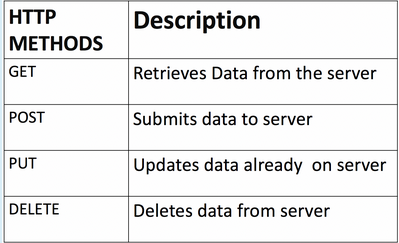 HTTP METHODS Description
GET Retrieves Data from the server
POST Submits data to server
PUT Updates data already on server
DELETE Deletes data from server